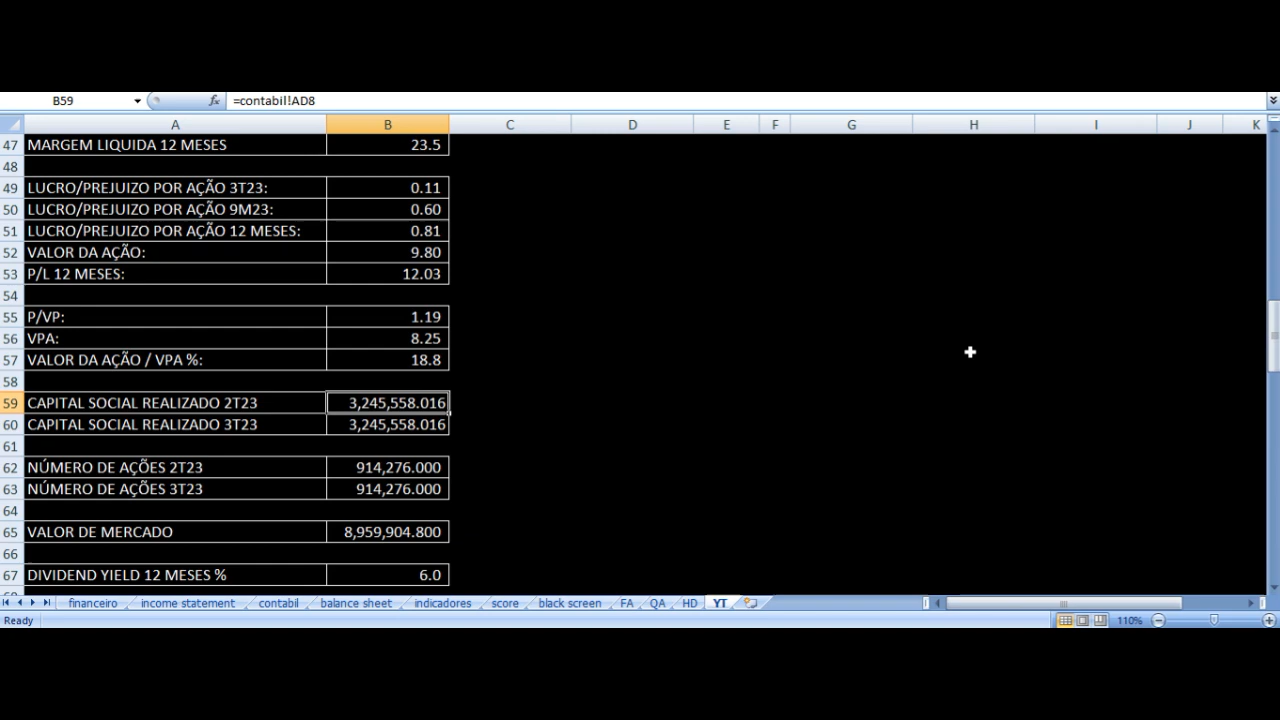 B59 fx =contabil!AD8
A B C D E F G H I J K
47 MARGEM LIQUIDA 12 MESES 23.5
48
49 LUCRO/PREJUIZO POR AÇÃO 3T23: 0.11
50 LUCRO/PREJUIZO POR AÇÃO 9M23: 0.60
51 LUCRO/PREJUIZO POR AÇÃO 12 MESES: 0.81
52 VALOR DA AÇÃO: 9.80
53 P/L 12 MESES: 12.03
54
55 P/VP: 1.19
56 VPA: 8.25
57 VALOR DA AÇÃO / VPA %: 18.8
58
59 CAPITAL SOCIAL REALIZADO 2T23 3,245,558.016
60 CAPITAL SOCIAL REALIZADO 3T23 3,245,558.016
61
62 NÚMERO DE AÇÕES 2T23 914,276.000
63 NÚMERO DE AÇÕES 3T23 914,276.000
64
65 VALOR DE MERCADO 8,959,904.800
66
67 DIVIDEND YIELD 12 MESES % 6.0
financeiro income statement contabil balance sheet indicadores score black screen FA QA HD YT
Ready 110%